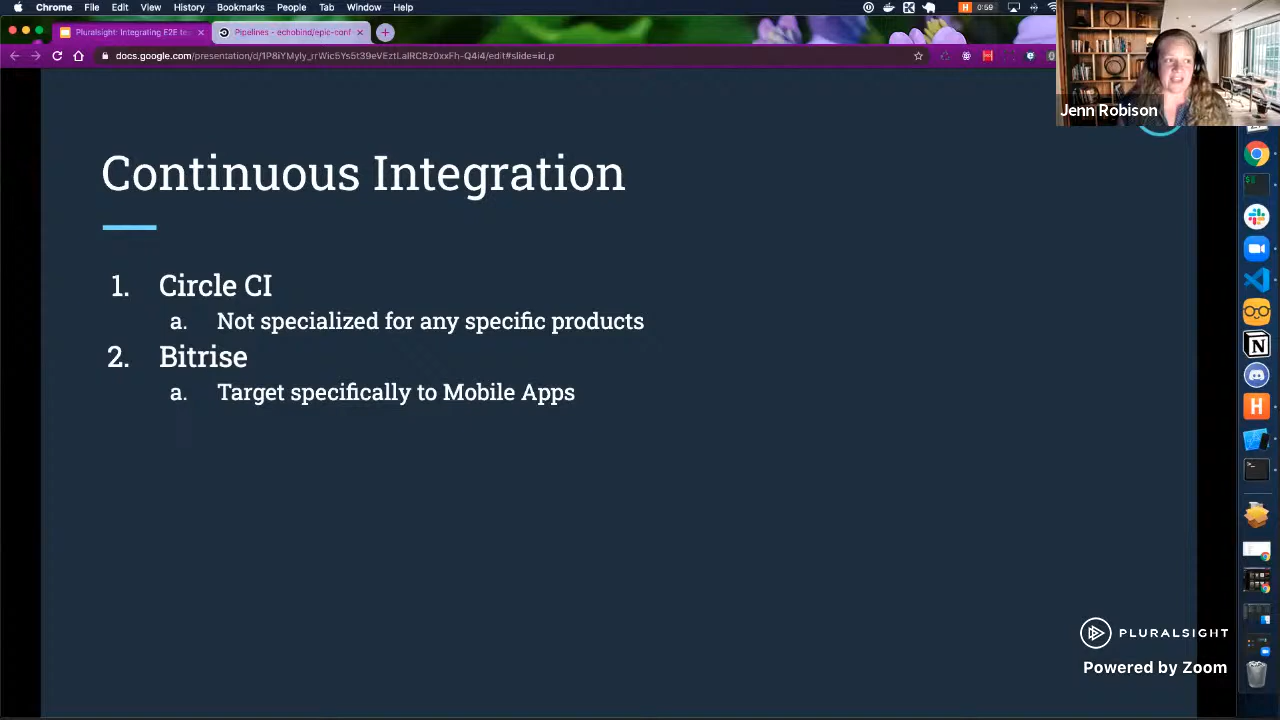 Chrome File Edit View History Bookmarks People Tab Window Help
0:59
Pluralsight: Integrating E2E te
Pipelines - echobind/epic-conf
Jenn Robison
Continuous Integration
1. Circle CI
a. Not specialized for any specific products
2. Bitrise
a. Target specifically to Mobile Apps
PLURALSIGHT
Powered by Zoom